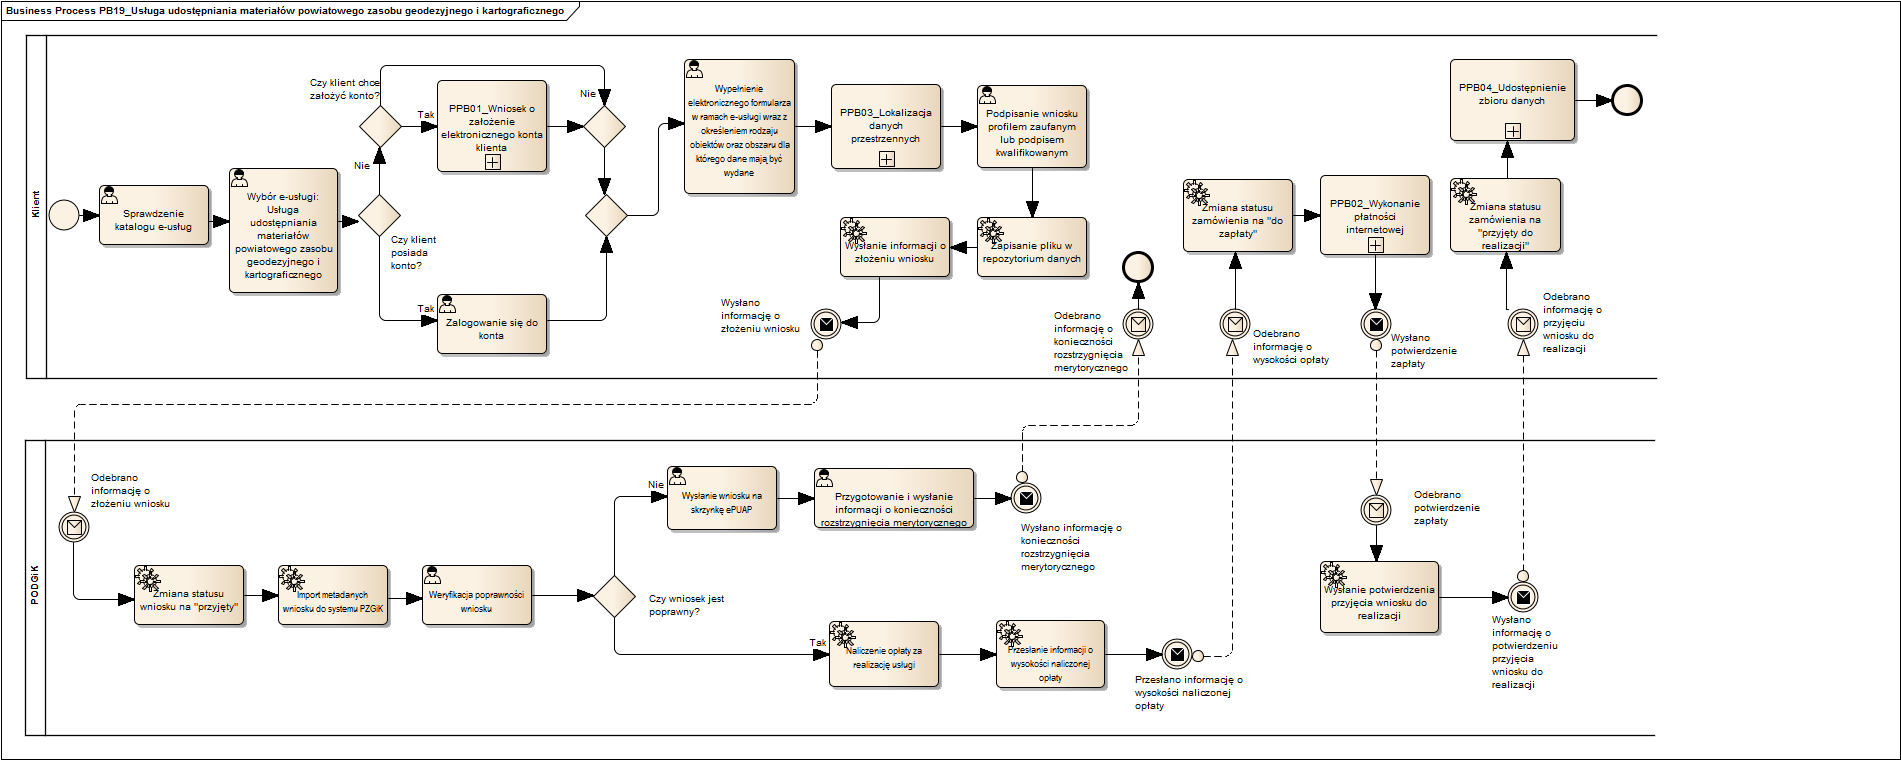 Business Process PB19_Usługa udostępniania materiałów powiatowego zasobu geodezyjnego i kartograficznego
Klient
Sprawdzenie
katalogu e-usług
Wybór e-usługi:
Usługa
udostępniania
materiałów
powiatowego zasobu
geodezyjnego i
kartograficznego
Czy klient chce
założyć konto?
Nie
Tak
Nie
Czy klient
posiada
konto?
Tak
PPB01_Wniosek o
założenie
elektronicznego konta
klienta
Zalogowanie się do
konta
Wypełnienie
elektronicznego formularza
w ramach e-usługi wraz z
określeniem rodzaju
obiektów oraz obszaru dla
którego dane mają być
wydane
PPB03_Lokalizacja
danych
przestrzennych
Podpisanie wniosku
profilem zaufanym
lub podpisem
kwalifikowanym
Zapisanie pliku w
repozytorium danych
Wysłanie informacji o
złożeniu wniosku
Wysłano
informację o
złożeniu wniosku
Odebrano
informację o
konieczności
rozstrzygnięcia
merytorycznego
Zmiana statusu
zamówienia na "do
zapłaty"
Odebrano
informację o
wysokości opłaty
PPB02_Wykonanie
płatności
internetowej
Wysłano
potwierdzenie
zapłaty
PPB04_Udostępnienie
zbioru danych
Zmiana statusu
zamówienia na
"przyjęty do
realizacji"
Odebrano
informację o
przyjęciu
wniosku do
realizacji
PODGiK
Odebrano
informację o
złożeniu wniosku
Zmiana statusu
wniosku na "przyjęty"
Import metadanych
wniosku do systemu PZGiK
Weryfikacja poprawności
wniosku
Czy wniosek jest
poprawny?
Nie
Wysłanie wniosku na
skrzynkę ePUAP
Przygotowanie i wysłanie
informacji o konieczności
rozstrzygnięcia merytorycznego
Wysłano informację o
konieczności
rozstrzygnięcia
merytorycznego
Tak
Naliczenie opłaty za
realizację usługi
Przesłanie informacji o
wysokości naliczonej
opłaty
Przesłano informację o
wysokości naliczonej
opłaty
Odebrano
potwierdzenie
zapłaty
Wysłanie potwierdzenia
przyjęcia wniosku do
realizacji
Wysłano
informację o
potwierdzeniu
przyjęcia
wniosku do
realizacji